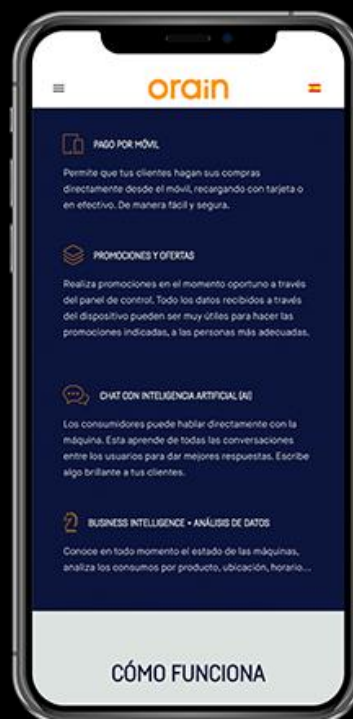 orain
PAGO POR MÓVIL
Permite que tus clientes hagan sus compras
directamente desde el móvil, recargando con tarjeta o
en efectivo. De manera fácil y segura.
PROMOCIONES Y OFERTAS
Realiza promociones en el momento oportuno a través
del panel de control. Todo los datos recibidos a través
del dispositivo pueden ser muy útiles para hacer las
promociones indicadas, a las personas más adecuadas.
CHAT CON INTELIGENCIA ARTIFICIAL (AI)
Los consumidores puede hablar directamente con la
máquina. Esta aprende de todas las conversaciones
entre los usuarios para dar mejores respuestas. Escribe
algo brillante a tus clientes.
BUSINESS INTELLIGENCE + ANÁLISIS DE DATOS
Conoce en todo momento el estado de las máquinas,
analiza los consumos por producto, ubicación, horario...
CÓMO FUNCIONA